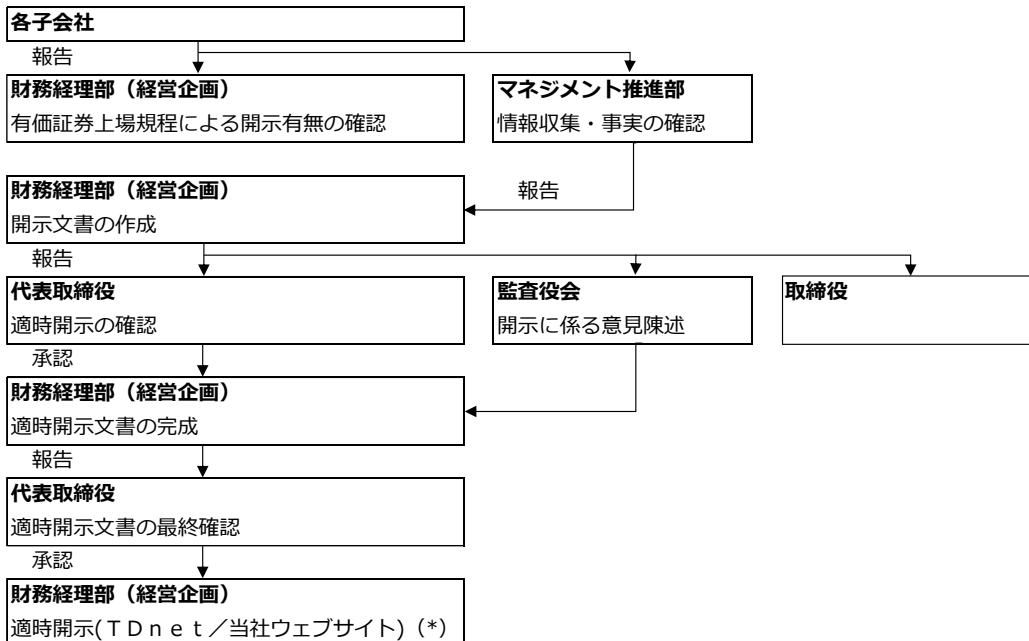 各子会社
報告
財務経理部（経営企画）
有価証券上場規程による開示有無の確認
マネジメント推進部
情報収集・事実の確認
財務経理部（経営企画）
開示文書の作成
報告
報告
代表取締役
適時開示の確認
監査役会
開示に係る意見陳述
取締役
承認
財務経理部（経営企画）
適時開示文書の完成
報告
代表取締役
適時開示文書の最終確認
承認
財務経理部（経営企画）
適時開示(ＴＤｎｅｔ／当社ウェブサイト)（*）